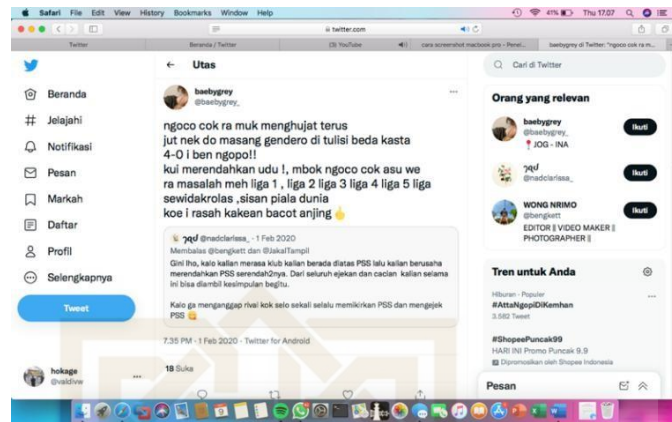 Safari File Edit View History Bookmarks Window Help
41% Thu 17.07
twitter.com
Twitter
Beranda / Twitter
(3) YouTube
cara screenshot macbook pro - Penel...
baebygrey di Twitter: "ngoco cok ra m...
Beranda
Jelajahi
Notifikasi
Pesan
Markah
Daftar
Profil
Selengkapnya
Tweet
hokage
Utas
baebygrey
@baebygrey_
ngoco cok ra muk menghujat terus
jut nek do masang gendero di tulisi beda kasta
4-0 i ben ngopo!!
kui merendahkan udu !, mbok ngoco cok asu we
ra masalah meh liga 1 , liga 2 liga 3 liga 4 liga 5 liga
sewidakrolas ,sisan piala dunia
koe i rasah kakean bacot anjing
@nadclarissa_ · 1 Feb 2020
Membalas @bengkett dan @JakalTampil
Gini lho, kalo kalian merasa klub kalian berada diatas PSS lalu kalian berusaha
merendahkan PSS serendah2nya. Dari seluruh ejekan dan cacian kalian selama
ini bisa diambil kesimpulan begitu.
Kalo ga menganggap rival kok selo sekali selalu memikirkan PSS dan mengejek
PSS
7.35 PM · 1 Feb 2020 · Twitter for Android
18 Suka
Cari di Twitter
Orang yang relevan
baebygrey
@baebygrey_
Ikuti
JOG - INA
@nadclarissa_
Ikuti
WONG NRIMO
@bengkett
Ikuti
EDITOR || VIDEO MAKER ||
PHOTOGRAPHER ||
Tren untuk Anda
Hiburan · Populer
#AttaNgopiDiKemhan
3.582 Tweet
#ShopeePuncak99
HARI INI Promo Puncak 9.9
Dipromosikan oleh Shopee Indonesia
Pesan